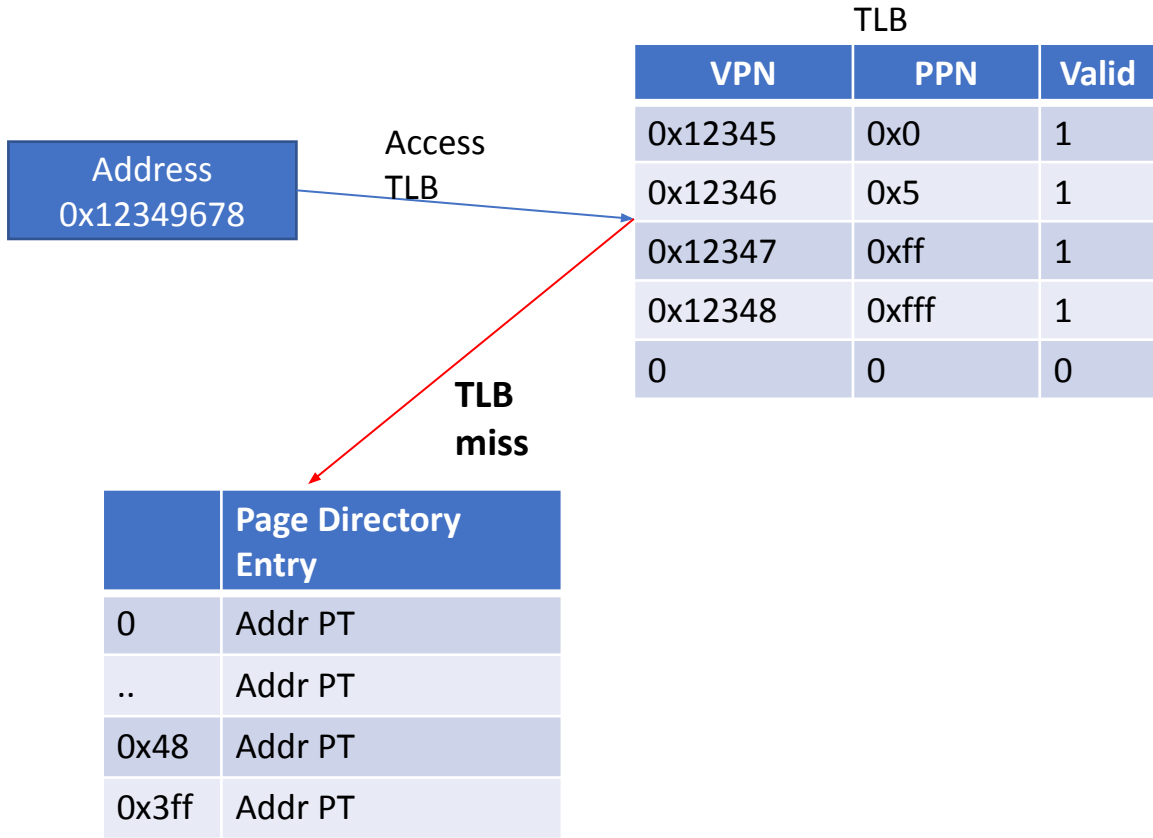 TLB
VPN PPN Valid
0x12345 0x0 1
0x12346 0x5 1
0x12347 0xff 1
0x12348 0xfff 1
0 0 0
Access
TLB
Address
0x12349678
TLB
miss
Page Directory
Entry
0 Addr PT
.. Addr PT
0x48 Addr PT
0x3ff Addr PT